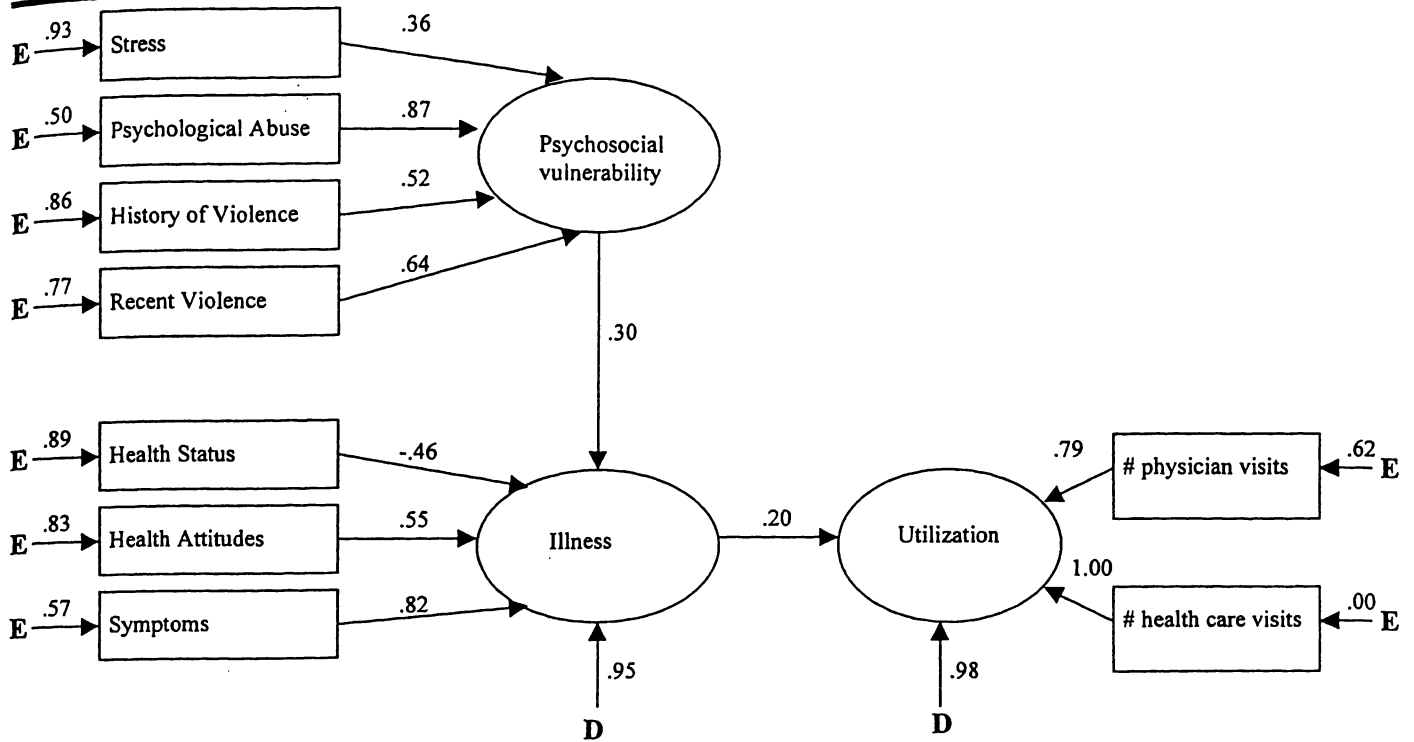 E .93 Stress .36
E .50 Psychological Abuse .87
Psychosocial
vulnerability
E .86 History of Violence .52
E .77 Recent Violence .64
.30
E .89 Health Status -.46
E .83 Health Attitudes .55
E .57 Symptoms .82
Illness
.95
D
.20
Utilization
.98
D
.79 # physician visits .62 E
1.00 # health care visits .00 E